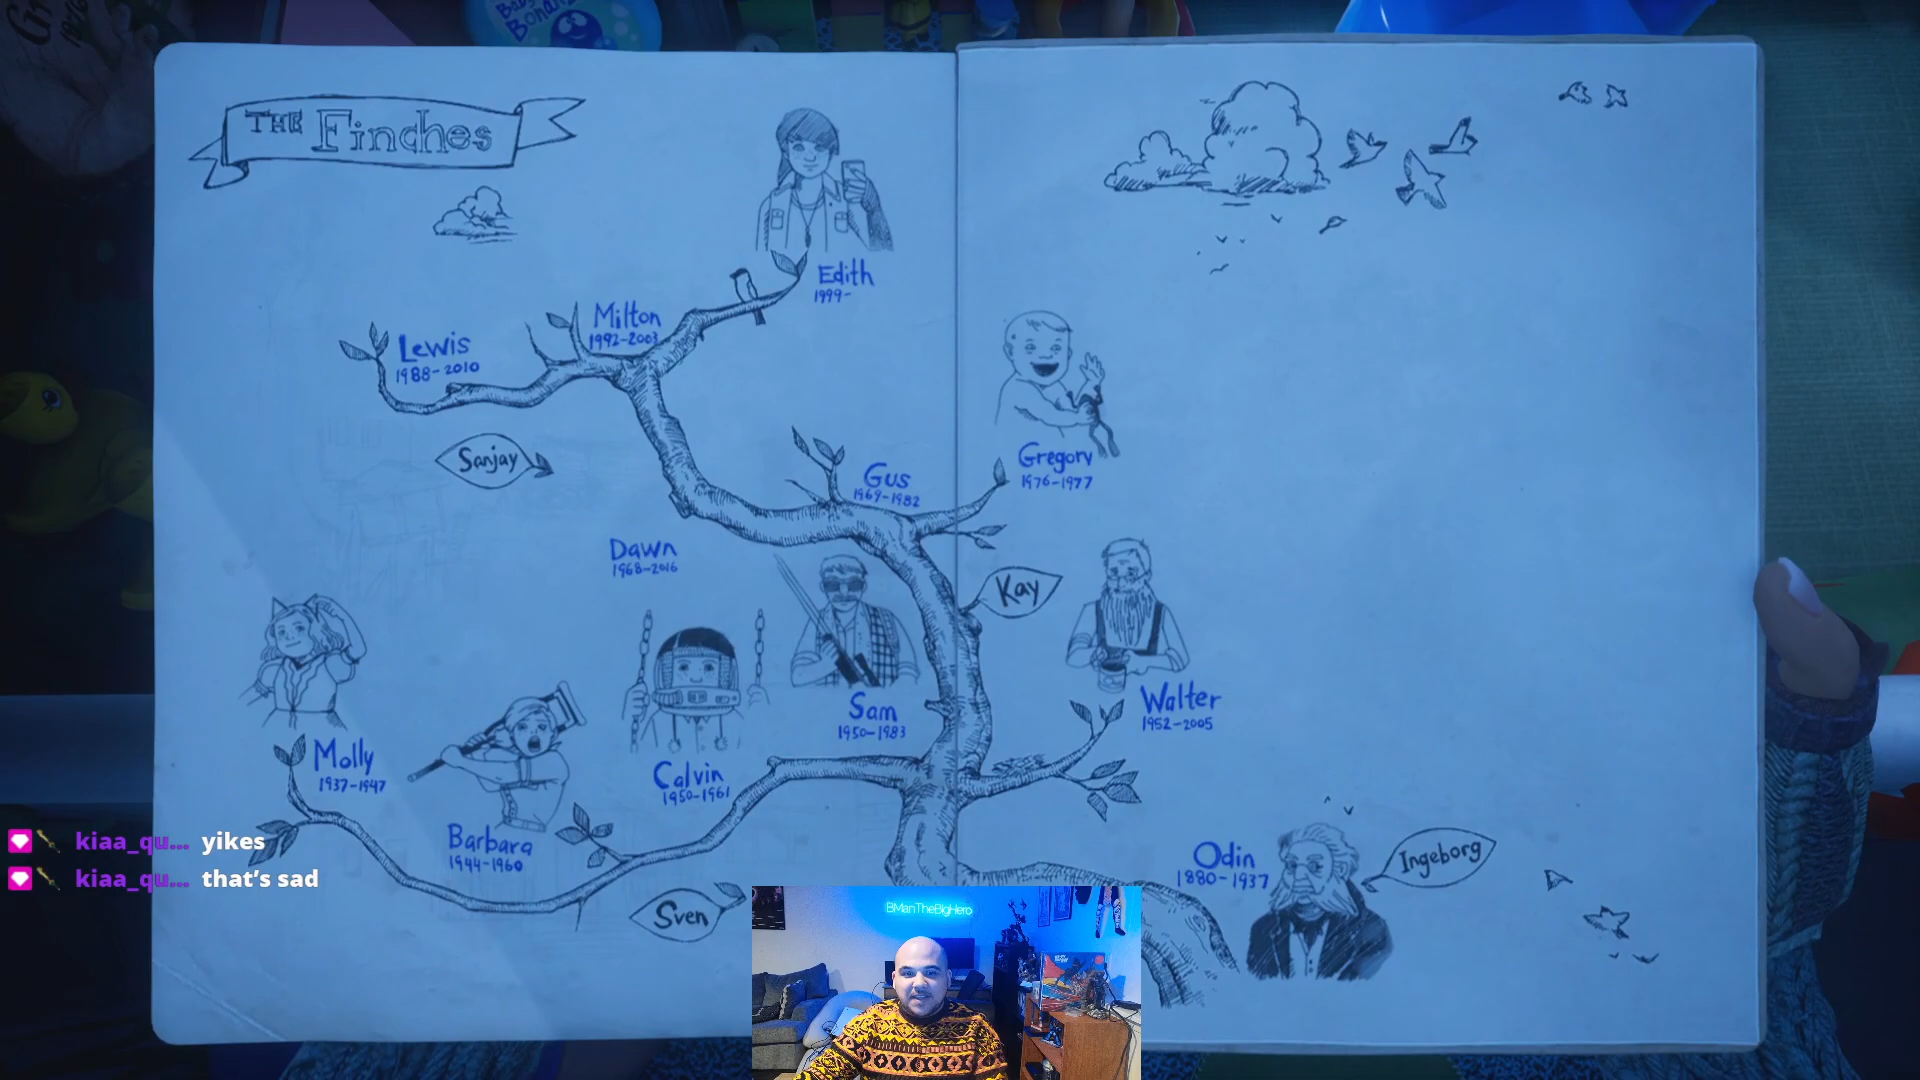 THE Finches
Edith
1999-
Milton
1992-2003
Lewis
1988-2010
Sanjay
Gregory
1976-1977
Gus
1969-1982
Dawn
1968-2016
Kay
Walter
1952-2005
Sam
1950-1983
Calvin
1950-1961
Molly
1937-1947
Barbara
1944-1960
Odin
1880-1937
Ingeborg
Sven
kiaa_qu... yikes
kiaa_qu... that's sad
BManTheBigHero